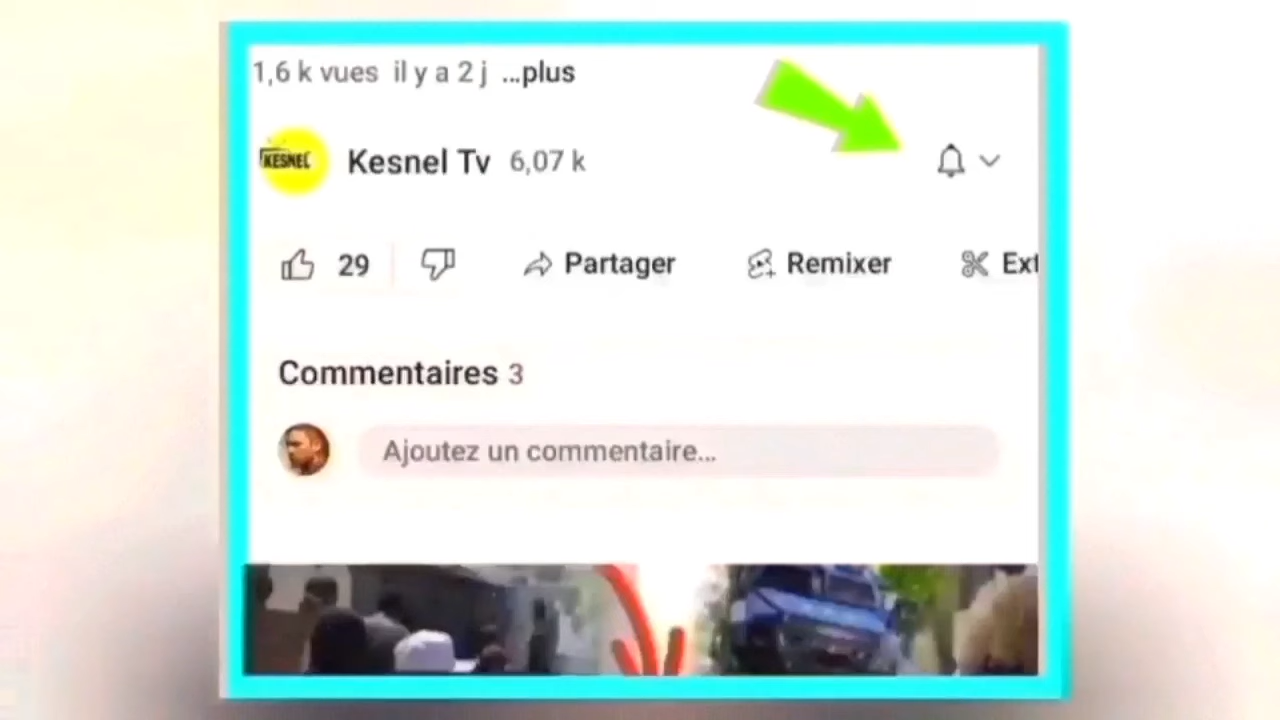 1,6 k vues il y a 2 j ...plus
KESNEL
Kesnel Tv 6,07 k
29 Partager Remixer Ext
Commentaires 3
Ajoutez un commentaire...